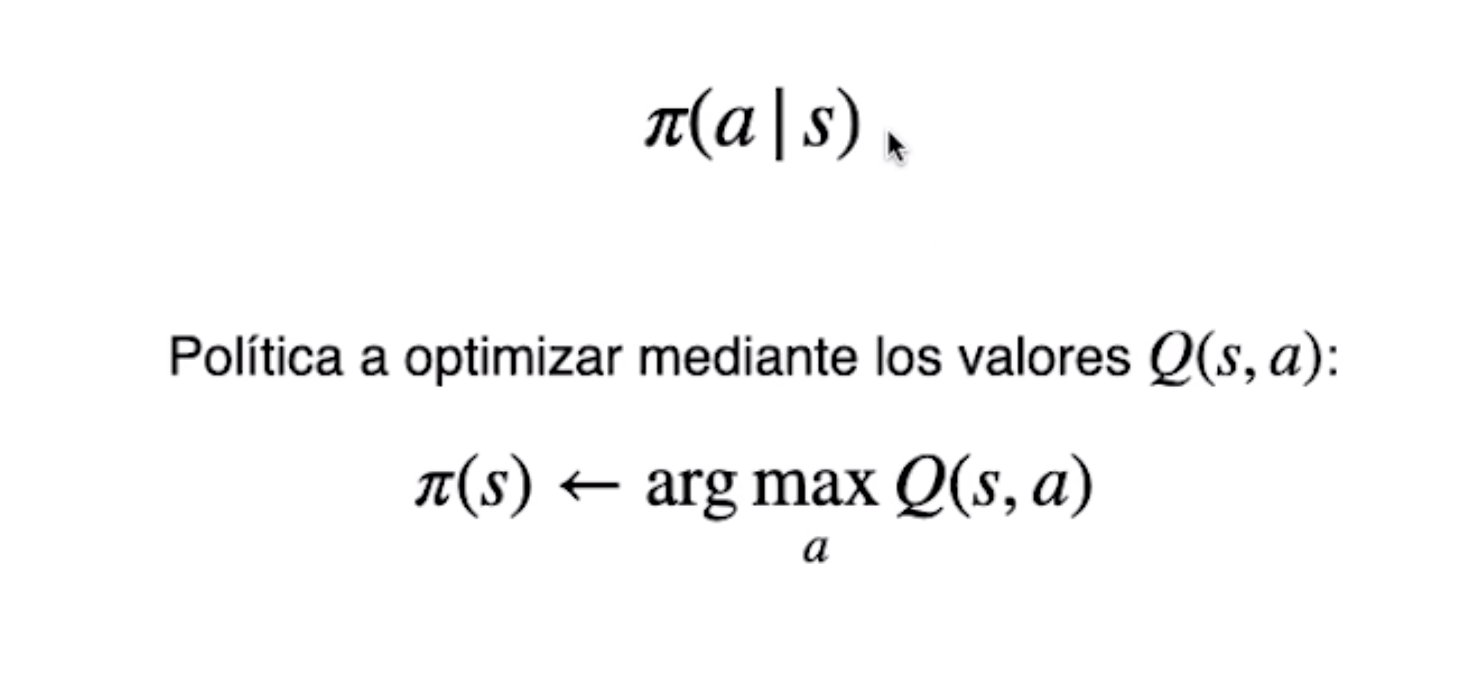 π(a | s)
Política a optimizar mediante los valores Q(s, a):
π(s) ← arg max Q(s, a)
a